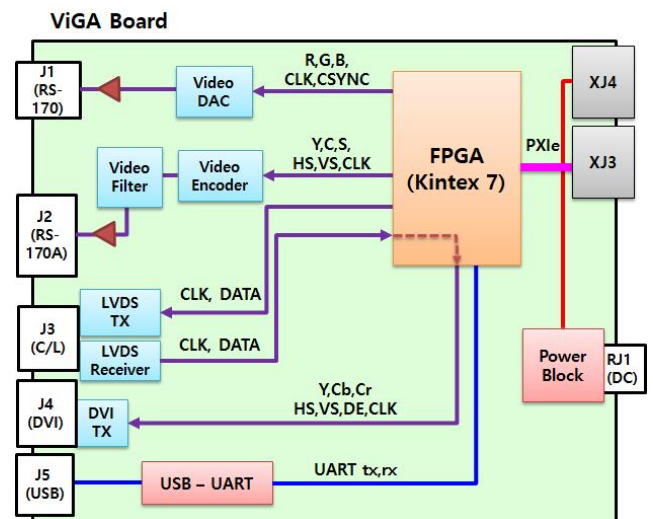 ViGA Board
J1
(RS-
170)
Video
DAC
R,G,B,
CLK,CSYNC
FPGA
(Kintex 7)
PXIe
XJ4
XJ3
Video
Filter
Video
Encoder
Y,C,S,
HS,VS,CLK
J2
(RS-
170A)
J3
(C/L)
LVDS
TX
CLK, DATA
LVDS
Receiver
CLK, DATA
Power
Block
RJ1
(DC)
J4
(DVI)
DVI
TX
Y,Cb,Cr
HS,VS,DE,CLK
J5
(USB)
USB – UART
UART tx,rx